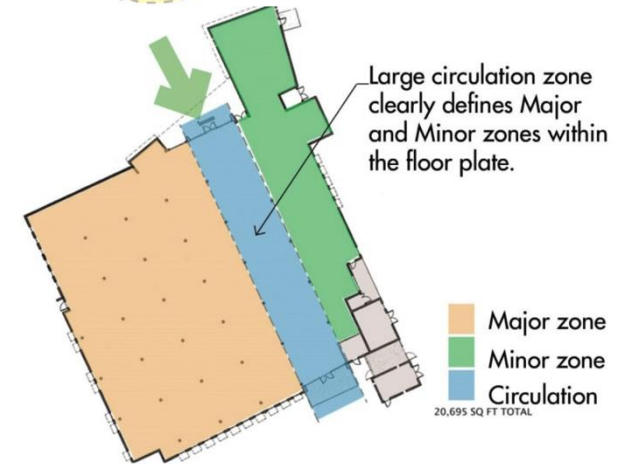 Large circulation zone
clearly defines Major
and Minor zones within
the floor plate.
Major zone
Minor zone
Circulation
20,695 SQ FT TOTAL